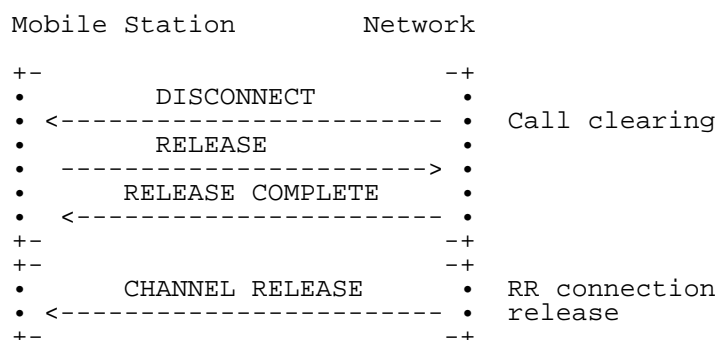 Mobile Station Network
+- -+
• DISCONNECT •
• <------------------------ • Call clearing
• RELEASE •
• -----------------------> •
• RELEASE COMPLETE •
• <----------------------- •
+- -+
+- -+
• CHANNEL RELEASE • RR connection
• <------------------------ • release
+- -+